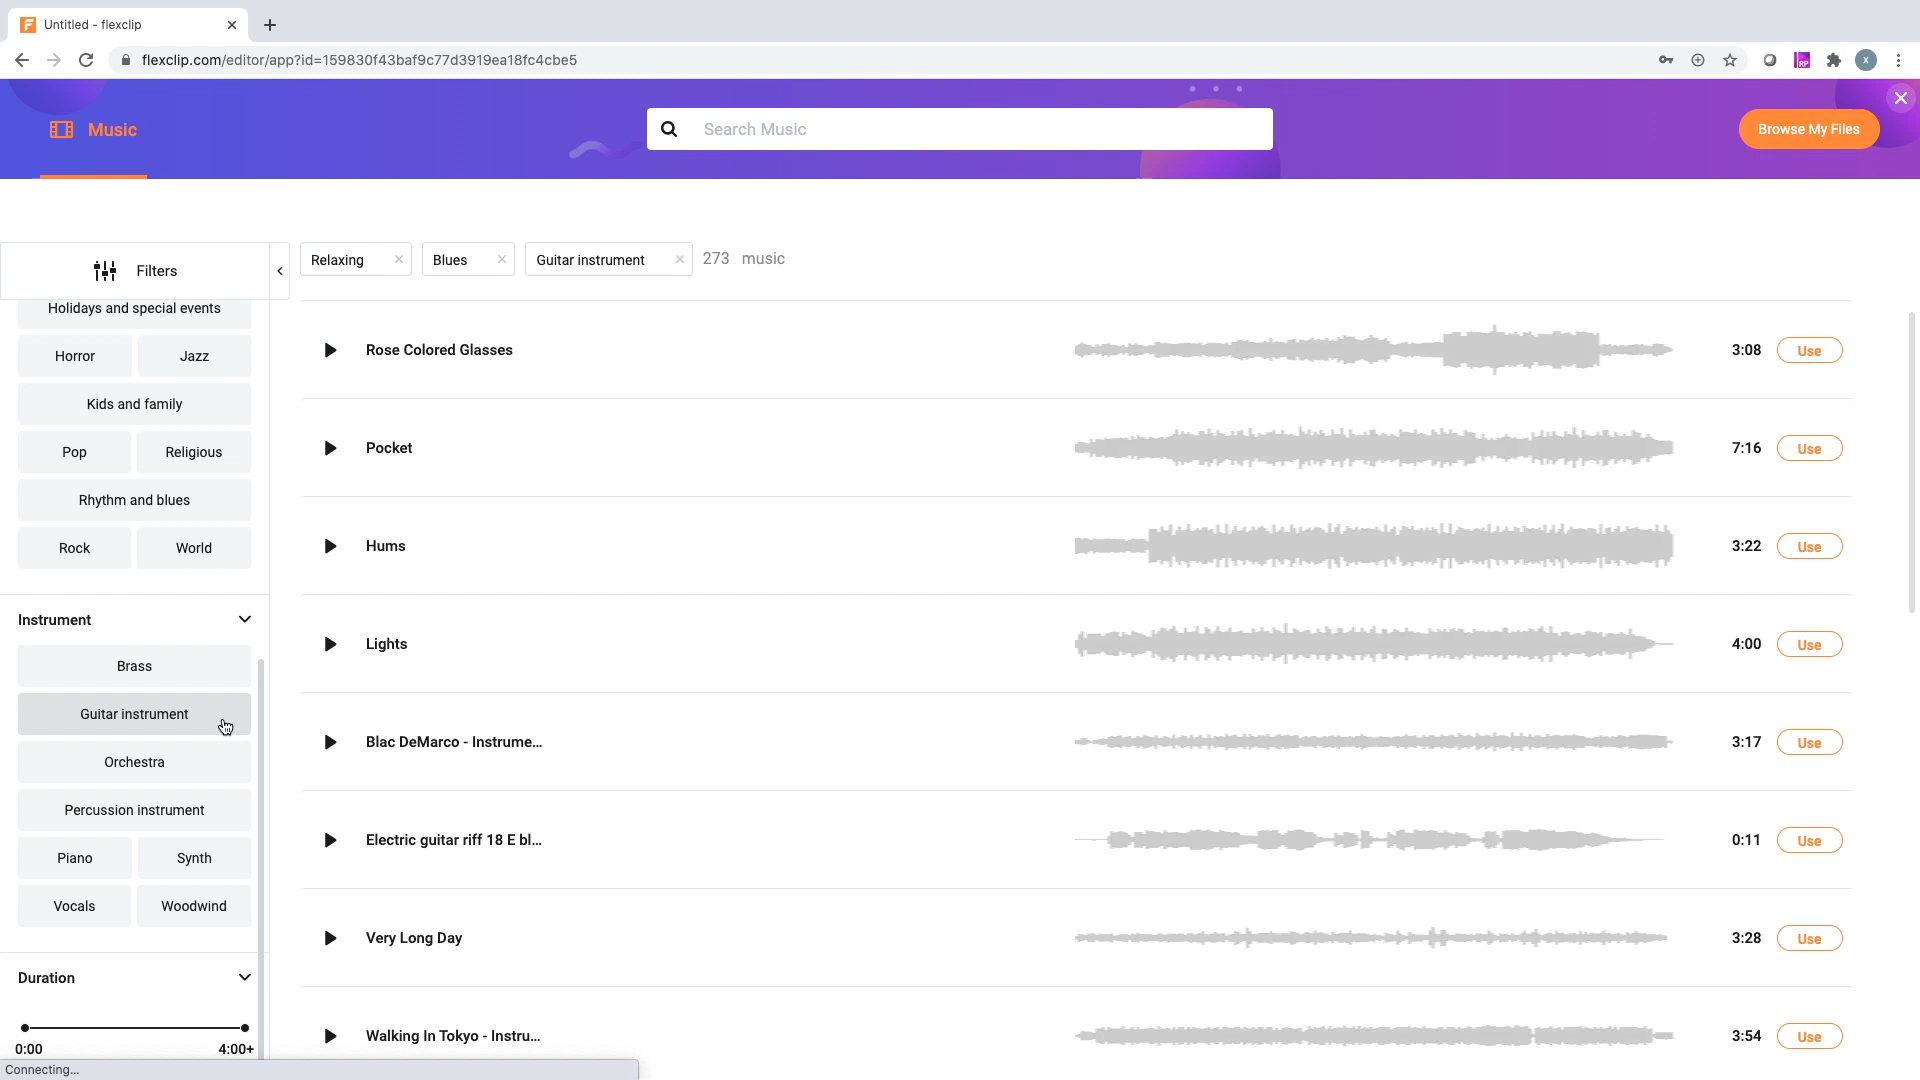 Untitled - flexclip
flexclip.com/editor/app?id=159830f43baf9c77d3919ea18fc4cbe5
RP
X
Music
Search Music
Browse My Files
Filters
Relaxing
Blues
Guitar instrument
273 music
Holidays and special events
Horror
Jazz
Kids and family
Pop
Religious
Rhythm and blues
Rock
World
Instrument
Brass
Guitar instrument
Orchestra
Percussion instrument
Piano
Synth
Vocals
Woodwind
Duration
0:00
4:00+
Rose Colored Glasses
3:08
Use
Pocket
7:16
Use
Hums
3:22
Use
Lights
4:00
Use
Blac DeMarco - Instrume...
3:17
Use
Electric guitar riff 18 E bl...
0:11
Use
Very Long Day
3:28
Use
Walking In Tokyo - Instru...
3:54
Use
Connecting...